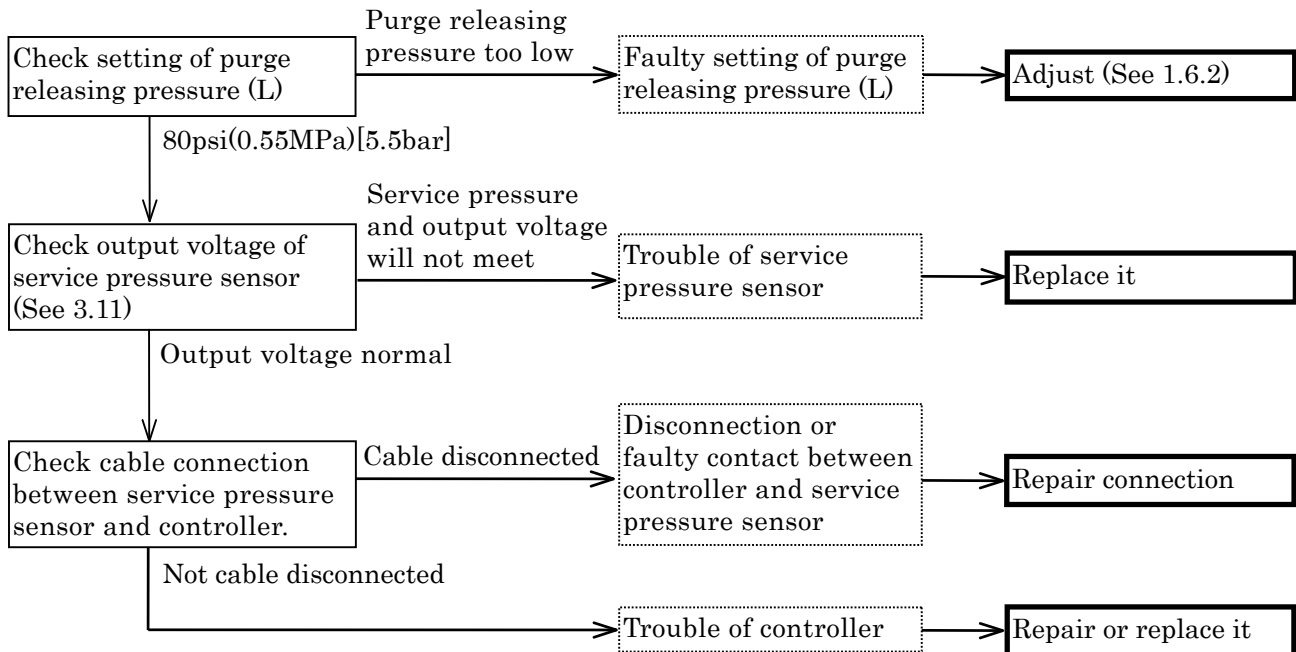 Purge releasing
pressure too low
Check setting of purge
releasing pressure (L)
Faulty setting of purge
releasing pressure (L)
Adjust (See 1.6.2)
80psi(0.55MPa)[5.5bar]
Service pressure
and output voltage
will not meet
Check output voltage of
service pressure sensor
(See 3.11)
Trouble of service
pressure sensor
Replace it
Output voltage normal
Check cable connection
between service pressure
sensor and controller.
Cable disconnected
Disconnection or
faulty contact between
controller and service
pressure sensor
Repair connection
Not cable disconnected
Trouble of controller
Repair or replace it